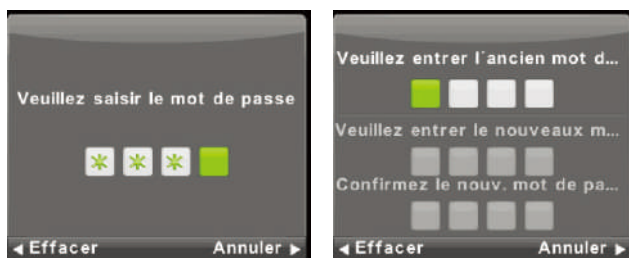 Veuillez saisir le mot de passe
◀ Effacer Annuler ▶
Veuillez entrer l'ancien mot d...
Veuillez entrer le nouveaux m...
Confirmez le nouv. mot de pa...
◀ Effacer Annuler ▶